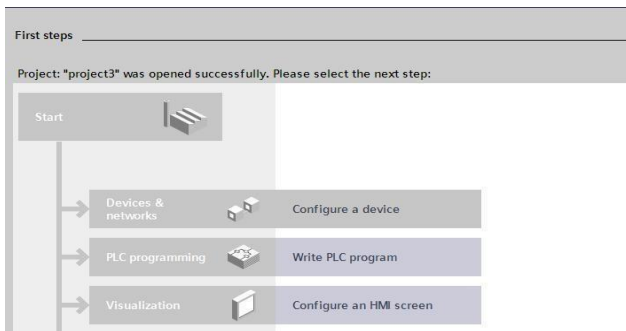 First steps
Project: "project3" was opened successfully. Please select the next step:
Start
Devices &
networks
Configure a device
PLC programming
Write PLC program
Visualization
Configure an HMI screen